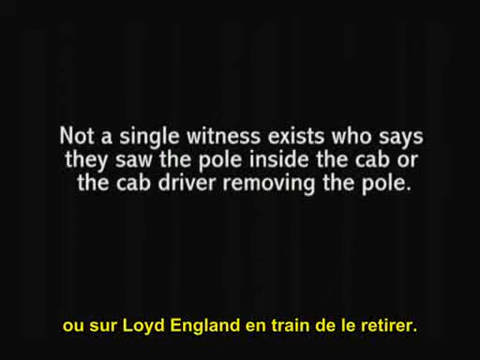 Not a single witness exists who says
they saw the pole inside the cab or
the cab driver removing the pole.
ou sur Loyd England en train de le retirer.